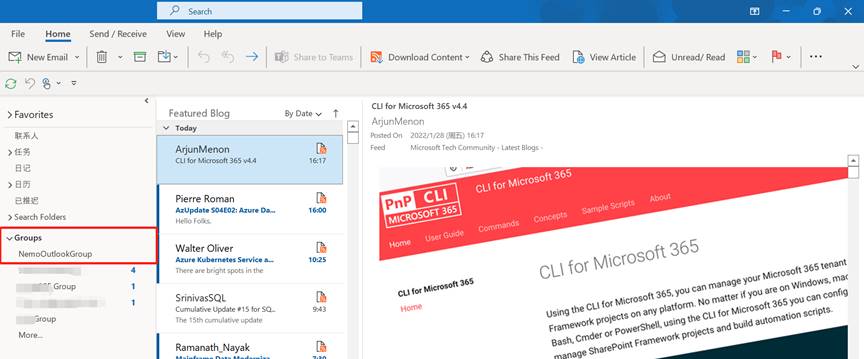 Search
File Home Send / Receive View Help
New Email Share to Teams Download Content Share This Feed View Article Unread/ Read
Favorites
联系人
任务
日记
日历
已推迟
Search Folders
Groups
NemoOutlookGroup
4
Group 1
1
Group
More...
Featured Blog By Date
Today
ArjunMenon
CLI for Microsoft 365 v4.4 16:17
Pierre Roman
AzUpdate S04E02: Azure Da... 16:00
Hello Folks,
Walter Oliver
Azure Kubernetes Service a... 10:25
There are bright spots in the
SrinivasSQL
Cumulative Update #15 for SQ... 9:43
The 15th cumulative update
Ramanath_Nayak
Mainframe Data Moderniza... 7:30
CLI for Microsoft 365 v4.4
ArjunMenon
Posted On 2022/1/28 (周五) 16:17
Feed Microsoft Tech Community - Latest Blogs -
PnP CLI
MICROSOFT 365
CLI for Microsoft 365
Home User Guide Commands Concepts Sample Scripts About
CLI for Microsoft 365
Home
CLI for Microsoft 365
Using the CLI for Microsoft 365, you can manage your Microsoft 365 tenant
Framework projects on any platform. No matter if you are on Windows, mac
Bash, Cmder or PowerShell, using the CLI for Microsoft 365 you can config
manage SharePoint Framework projects and build automation scripts.